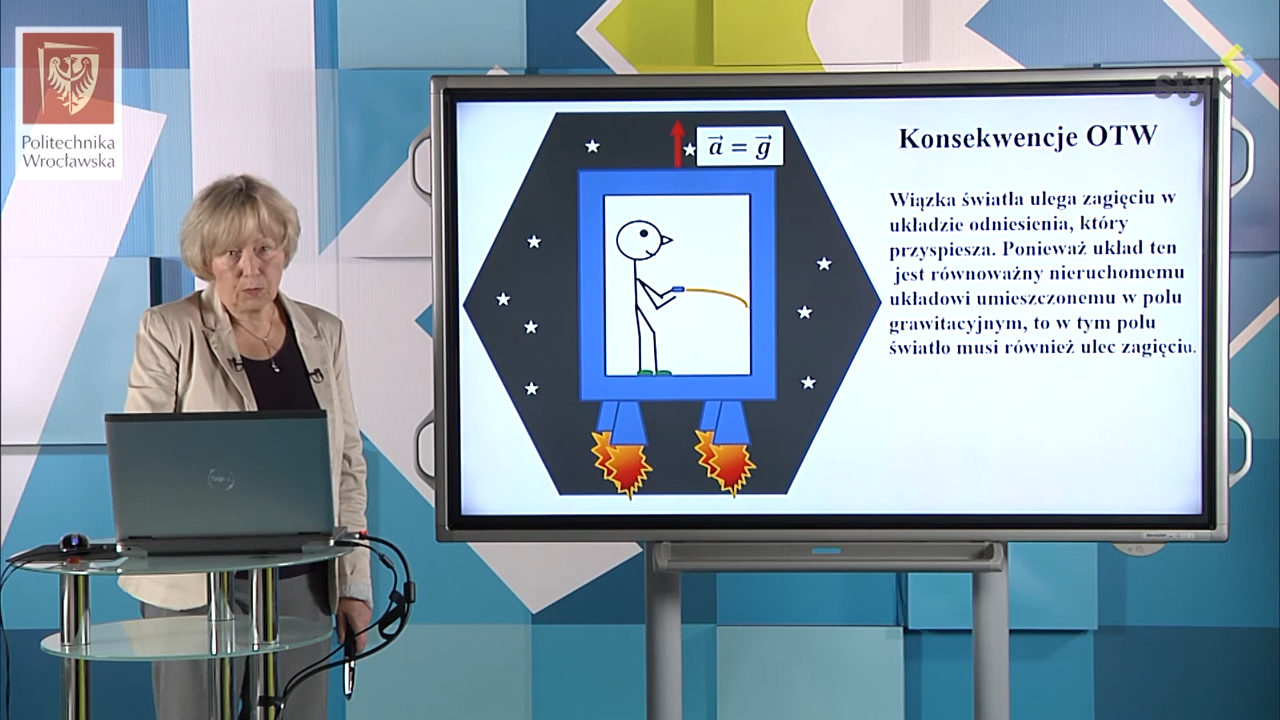 Politechnika
Wrocławska
styk
a⃗ = g⃗
Konsekwencje OTW
Wiązka światła ulega zagięciu w
układzie odniesienia, który
przyspiesza. Ponieważ układ ten
jest równoważny nieruchomemu
układowi umieszczonemu w polu
grawitacyjnym, to w tym polu
światło musi również ulec zagięciu.
DELL